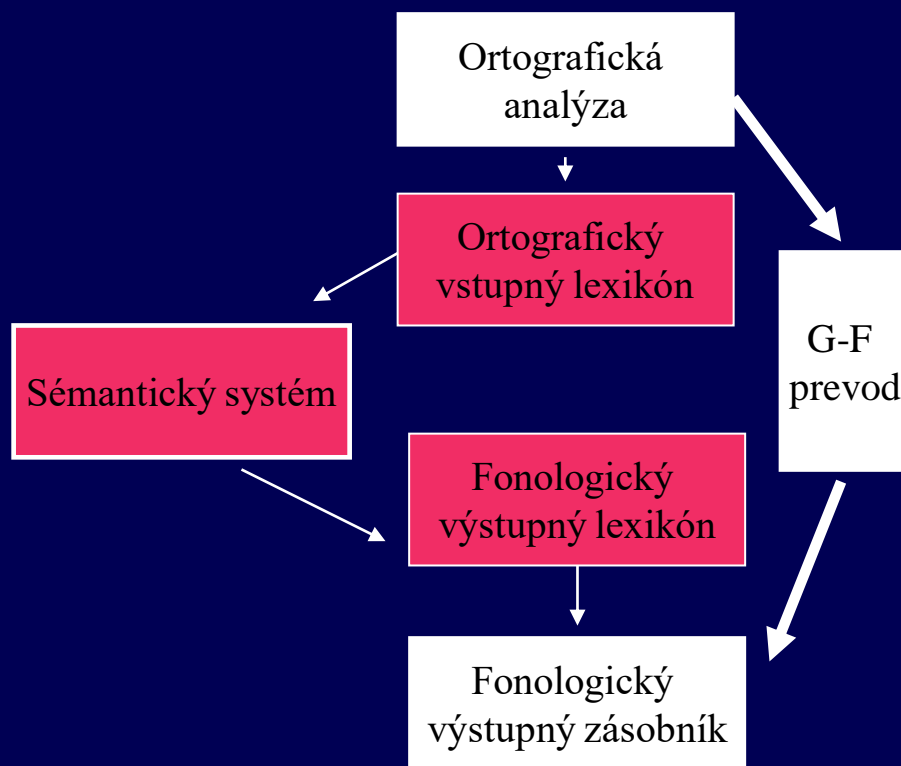 Ortografická
analýza
Ortografický
vstupný lexikón
Sémantický systém
G-F
prevod
Fonologický
výstupný lexikón
Fonologický
výstupný zásobník